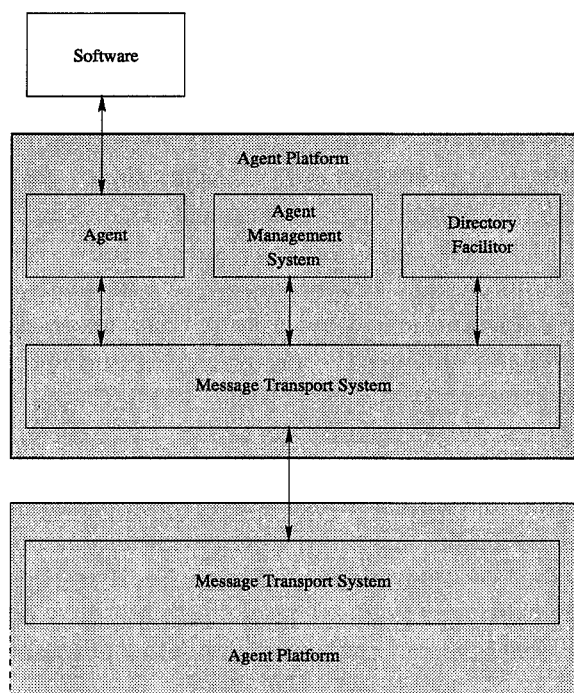 Software
Agent Platform
Agent
Agent
Management
System
Directory
Facilitor
Message Transport System
Message Transport System
Agent Platform